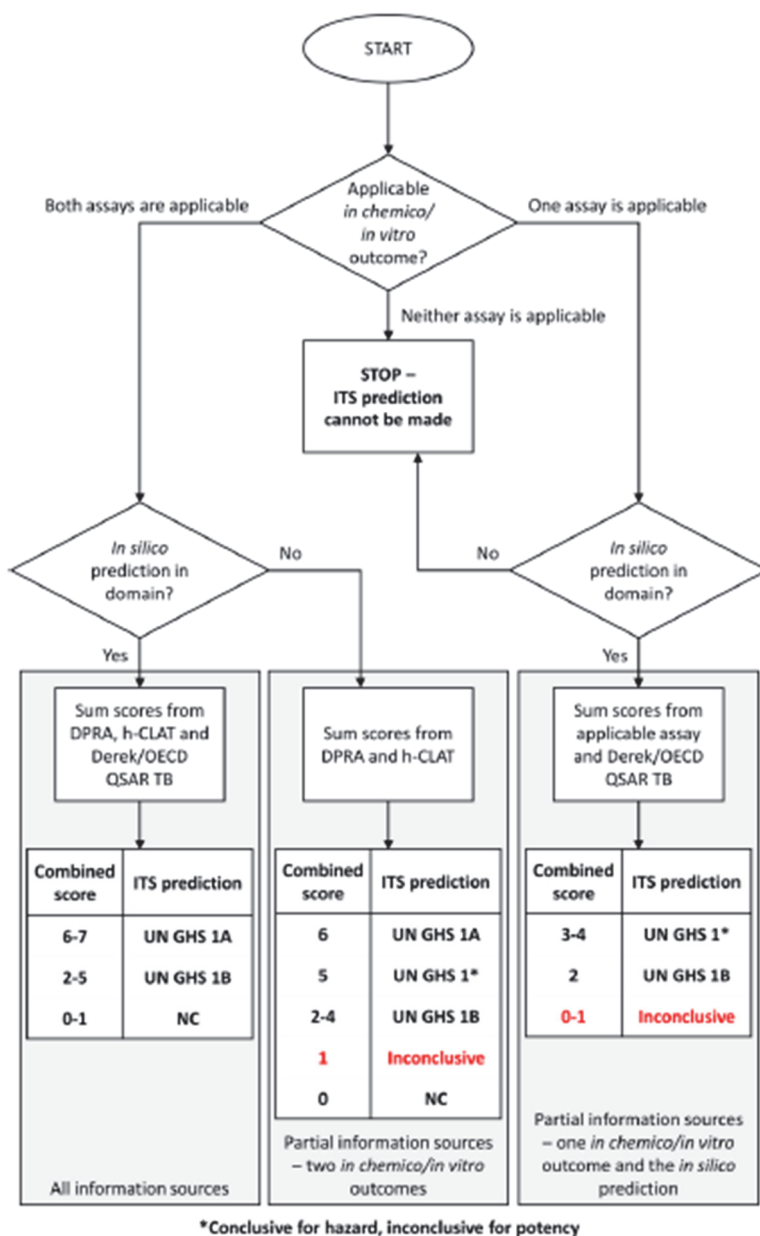 START
Applicable
in chemico/
in vitro
outcome?
Both assays are applicable
One assay is applicable
Neither assay is applicable
STOP –
ITS prediction
cannot be made
In silico
prediction in
domain?
No
Yes
No
In silico
prediction in
domain?
Yes
Sum scores from
DPRA, h-CLAT and
Derek/OECD
QSAR TB
Combined
score
ITS prediction
6-7 UN GHS 1A
2-5 UN GHS 1B
0-1 NC
All information sources
Sum scores from
DPRA and h-CLAT
Combined
score
ITS prediction
6 UN GHS 1A
5 UN GHS 1*
2-4 UN GHS 1B
1 Inconclusive
0 NC
Partial information sources
– two in chemico/in vitro
outcomes
Sum scores from
applicable assay
and Derek/OECD
QSAR TB
Combined
score
ITS prediction
3-4 UN GHS 1*
2 UN GHS 1B
0-1 Inconclusive
Partial information sources
– one in chemico/in vitro
outcome and the in silico
prediction
*Conclusive for hazard, inconclusive for potency